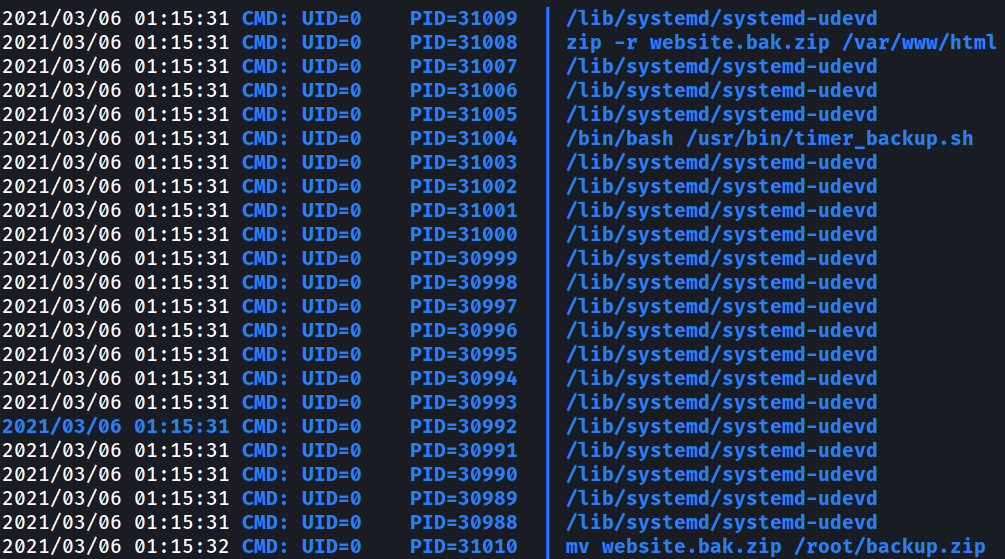 2021/03/06 01:15:31 CMD: UID=0    PID=31009  | /lib/systemd/systemd-udevd
2021/03/06 01:15:31 CMD: UID=0    PID=31008  | zip -r website.bak.zip /var/www/html
2021/03/06 01:15:31 CMD: UID=0    PID=31007  | /lib/systemd/systemd-udevd
2021/03/06 01:15:31 CMD: UID=0    PID=31006  | /lib/systemd/systemd-udevd
2021/03/06 01:15:31 CMD: UID=0    PID=31005  | /lib/systemd/systemd-udevd
2021/03/06 01:15:31 CMD: UID=0    PID=31004  | /bin/bash /usr/bin/timer_backup.sh
2021/03/06 01:15:31 CMD: UID=0    PID=31003  | /lib/systemd/systemd-udevd
2021/03/06 01:15:31 CMD: UID=0    PID=31002  | /lib/systemd/systemd-udevd
2021/03/06 01:15:31 CMD: UID=0    PID=31001  | /lib/systemd/systemd-udevd
2021/03/06 01:15:31 CMD: UID=0    PID=31000  | /lib/systemd/systemd-udevd
2021/03/06 01:15:31 CMD: UID=0    PID=30999  | /lib/systemd/systemd-udevd
2021/03/06 01:15:31 CMD: UID=0    PID=30998  | /lib/systemd/systemd-udevd
2021/03/06 01:15:31 CMD: UID=0    PID=30997  | /lib/systemd/systemd-udevd
2021/03/06 01:15:31 CMD: UID=0    PID=30996  | /lib/systemd/systemd-udevd
2021/03/06 01:15:31 CMD: UID=0    PID=30995  | /lib/systemd/systemd-udevd
2021/03/06 01:15:31 CMD: UID=0    PID=30994  | /lib/systemd/systemd-udevd
2021/03/06 01:15:31 CMD: UID=0    PID=30993  | /lib/systemd/systemd-udevd
2021/03/06 01:15:31 CMD: UID=0    PID=30992  | /lib/systemd/systemd-udevd
2021/03/06 01:15:31 CMD: UID=0    PID=30991  | /lib/systemd/systemd-udevd
2021/03/06 01:15:31 CMD: UID=0    PID=30990  | /lib/systemd/systemd-udevd
2021/03/06 01:15:31 CMD: UID=0    PID=30989  | /lib/systemd/systemd-udevd
2021/03/06 01:15:31 CMD: UID=0    PID=30988  | /lib/systemd/systemd-udevd
2021/03/06 01:15:32 CMD: UID=0    PID=31010  | mv website.bak.zip /root/backup.zip